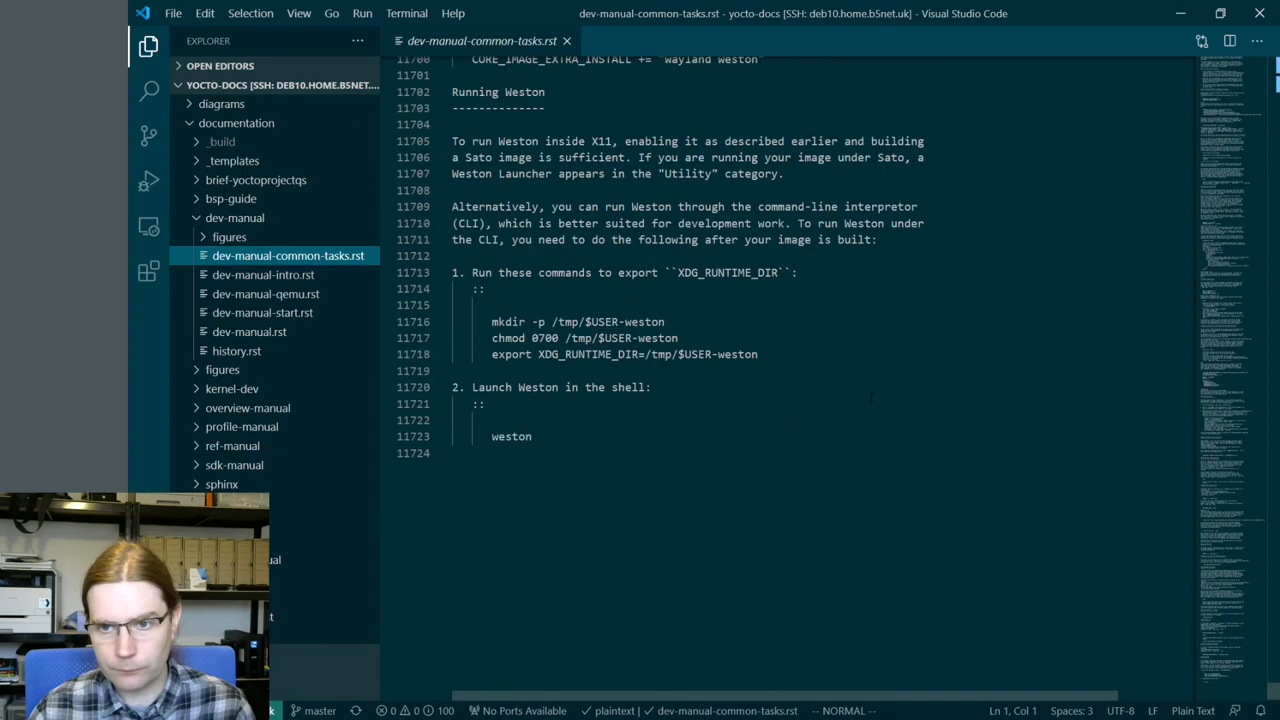 File Edit Selection View Go Run Terminal Help
dev-manual-common-tasks.rst - yocto-docs [SSH: deb10.home.b5net.uk] - Visual Studio Code
EXPLORER
dev-manual-common-tasks.rst
OPEN EDITORS
YOCTO-DOCS [SSH: DEB10.HOME.B5NET....
diagrams
documentation
_build
_templates
brief-yoctoprojectqs
bsp-guide
dev-manual
figures
dev-manual-common-tasks.rst
dev-manual-intro.rst
dev-manual-qemu.rst
dev-manual-start.rst
dev-manual.rst
history.rst
figures
kernel-dev
overview-manual
profile-manual
ref-manual
sdk-manual
sphinx
ual
11700 CORE_IMAGE_EXTRA_INSTALL += "wayland weston"
11701
11702 Running Weston
11703 --------------
11704
11705 To run Weston inside X11, enabling it as described earlier and building
11706 a Sato image is sufficient. If you are running your image under Sato, a
11707 Weston Launcher appears in the "Utility" category.
11708
11709 Alternatively, you can run Weston through the command-line interpretor
11710 (CLI), which is better suited for development work. To run Weston under
11711 the CLI, you need to do the following after your image is built:
11712
11713 1. Run these commands to export ``XDG_RUNTIME_DIR``:
11714 ::
11715
11716 mkdir -p /tmp/$USER-weston
11717 chmod 0700 /tmp/$USER-weston
11718 export XDG_RUNTIME_DIR=/tmp/$USER-weston
11719
11720 2. Launch Weston in the shell:
11721 ::
11722
11723 weston
11724
master 0 0 100 No Ports Available plaintext | dev-manual-common-tasks.rst -- NORMAL -- Ln 1, Col 1 Spaces: 3 UTF-8 LF Plain Text